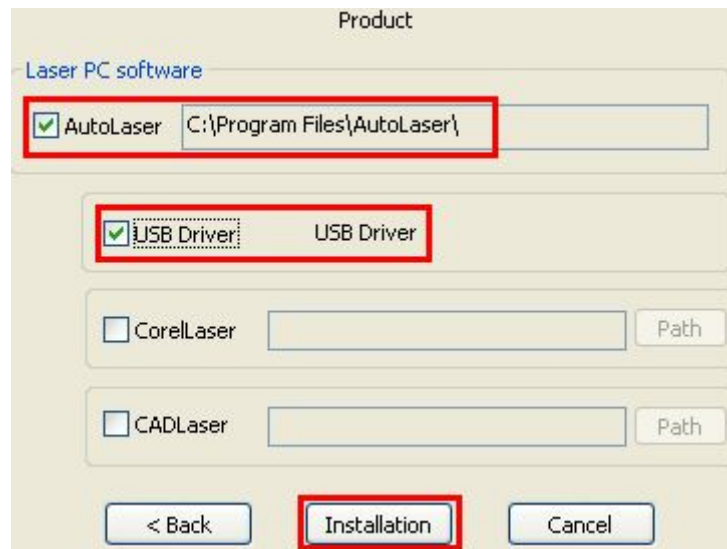 Product
Laser PC software
AutoLaser C:\Program Files\AutoLaser\
USB Driver USB Driver
CorelLaser Path
CADLaser Path
< Back Installation Cancel